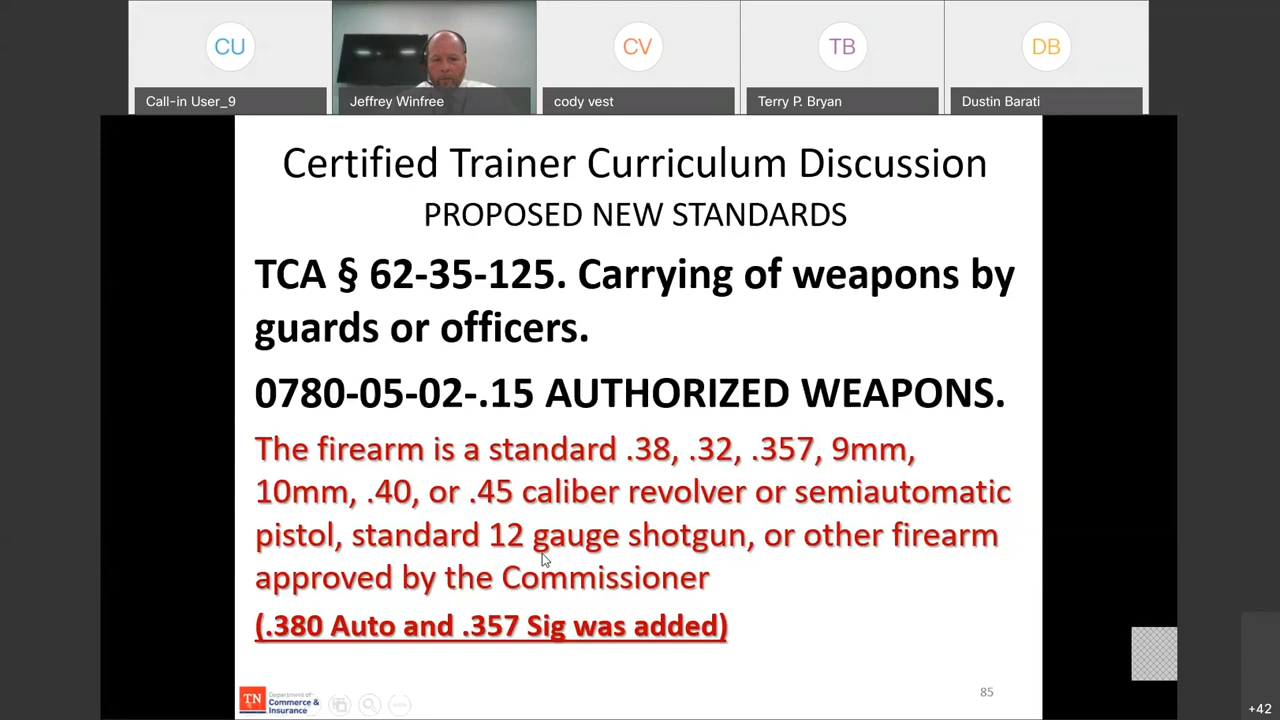 CU
CV
TB
DB
Call-in User_9
Jeffrey Winfree
cody vest
Terry P. Bryan
Dustin Barati
Certified Trainer Curriculum Discussion
PROPOSED NEW STANDARDS
TCA § 62-35-125. Carrying of weapons by
guards or officers.
0780-05-02-.15 AUTHORIZED WEAPONS.
The firearm is a standard .38, .32, .357, 9mm,
10mm, .40, or .45 caliber revolver or semiautomatic
pistol, standard 12 gauge shotgun, or other firearm
approved by the Commissioner
(.380 Auto and .357 Sig was added)
85
TN
Department of
Commerce &
Insurance
+42